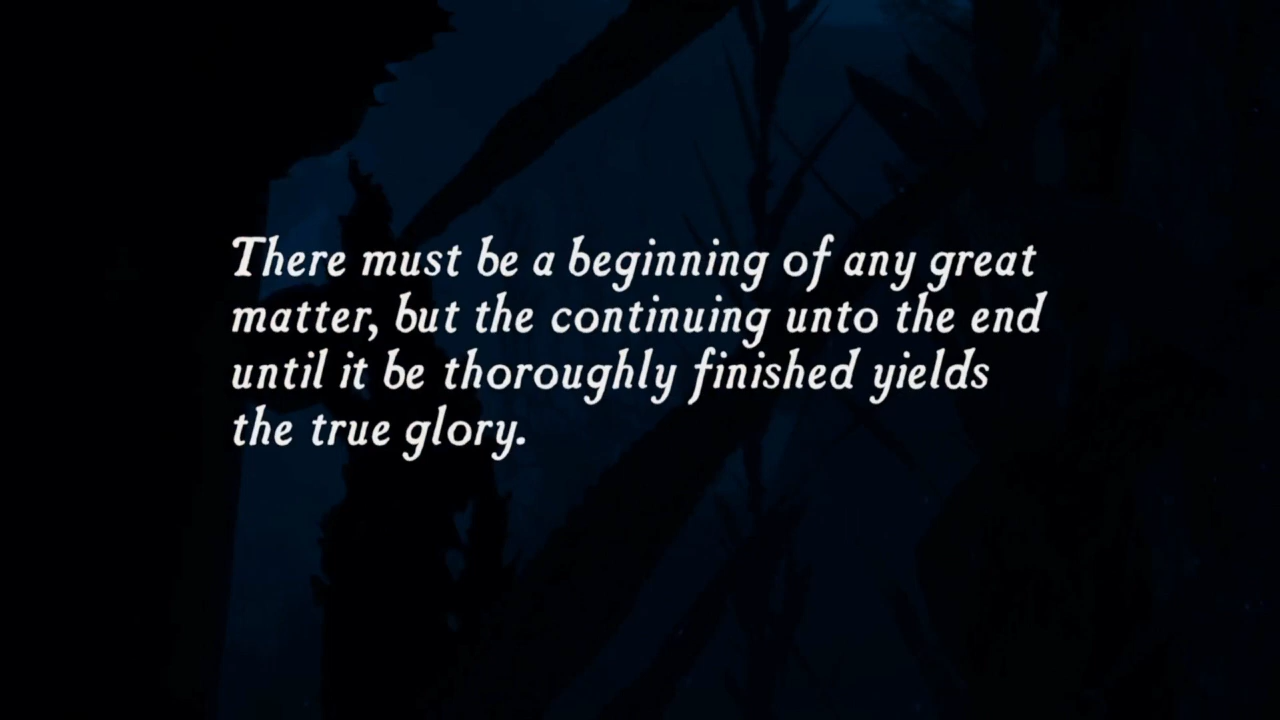 There must be a beginning of any great
matter, but the continuing unto the end
until it be thoroughly finished yields
the true glory.